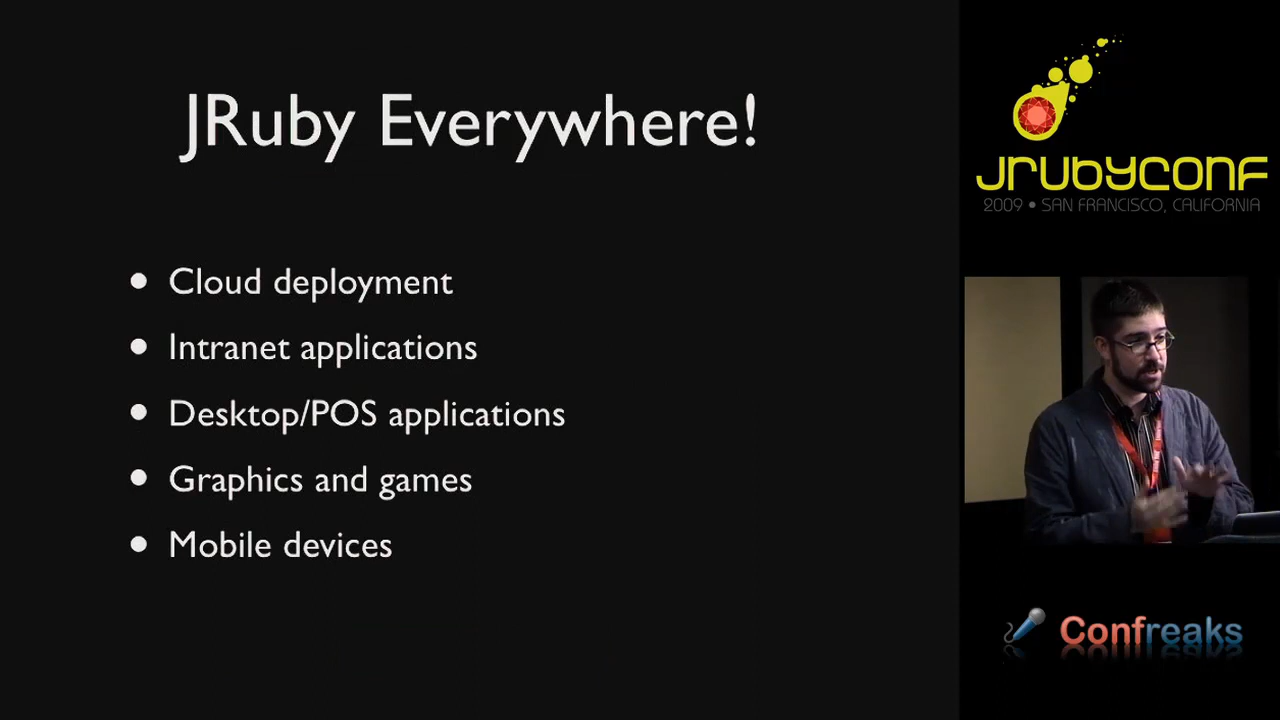 JRuby Everywhere!
• Cloud deployment
• Intranet applications
• Desktop/POS applications
• Graphics and games
• Mobile devices
JRUBYCONF
2009 • SAN FRANCISCO, CALIFORNIA
Confreaks